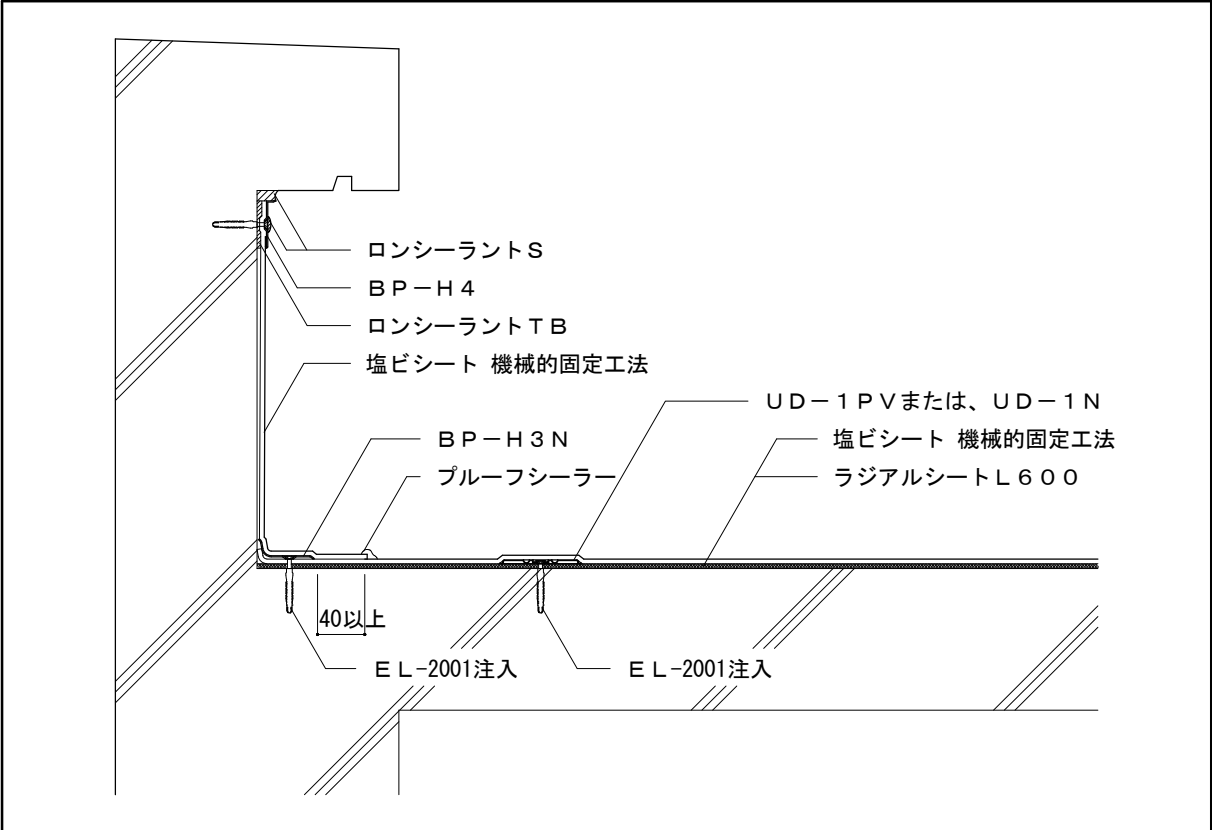 ロンシーラントS
BP－H4
ロンシーラントTB
塩ビシート 機械的固定工法
UD－1PVまたは、UD－1N
BP－H3N
塩ビシート 機械的固定工法
プルーフシーラー
ラジアルシートL600
40以上
EL-2001注入
EL-2001注入